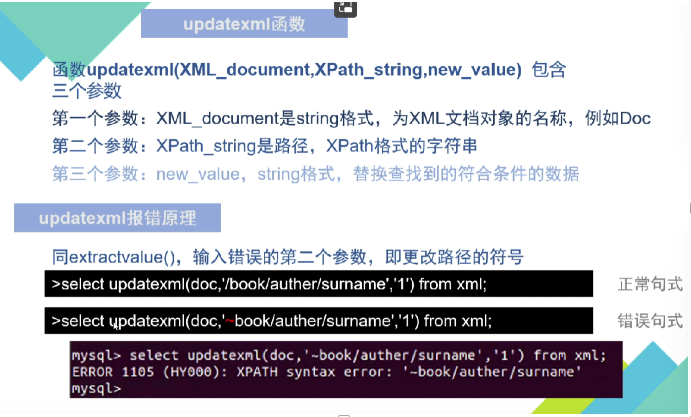 updatexml函数
函数updatexml(XML_document,XPath_string,new_value) 包含
三个参数
第一个参数：XML_document是string格式，为XML文档对象的名称，例如Doc
第二个参数：XPath_string是路径，XPath格式的字符串
第三个参数：new_value，string格式，替换查找到的符合条件的数据
updatexml报错原理
同extractvalue()，输入错误的第二个参数，即更改路径的符号
>select updatexml(doc,'/book/auther/surname','1') from xml;
正常句式
>select updatexml(doc,'~book/auther/surname','1') from xml;
错误句式
mysql> select updatexml(doc,'~book/auther/surname','1') from xml;
ERROR 1105 (HY000): XPATH syntax error: '~book/auther/surname'
mysql>